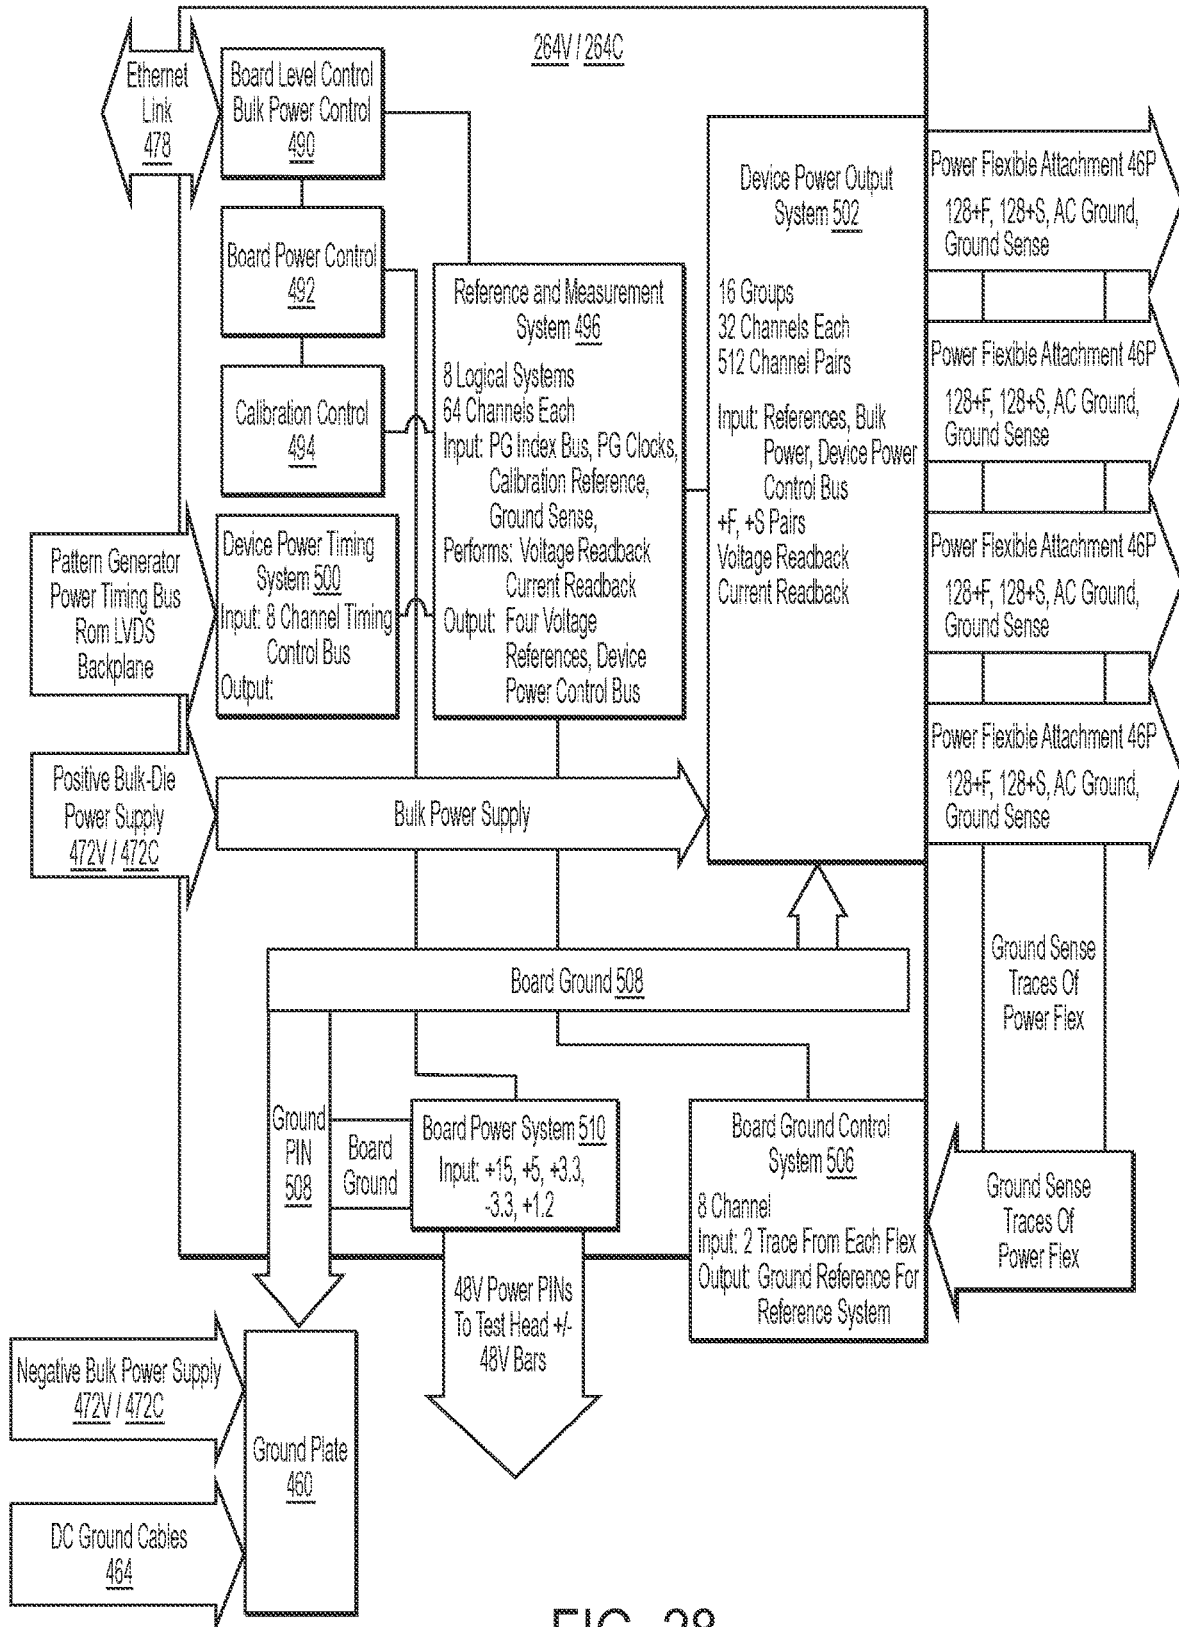 264V / 264C
Ethernet
Link
478
Board Level Control
Bulk Power Control
490
Board Power Control
492
Calibration Control
494
Reference and Measurement
System 496
8 Logical Systems
64 Channels Each
Input: PG Index Bus, PG Clocks,
Calibration Reference,
Ground Sense,
Performs: Voltage Readback
Current Readback
Output: Four Voltage
References, Device
Power Control Bus
Device Power Output
System 502
16 Groups
32 Channels Each
512 Channel Pairs
Input: References, Bulk
Power, Device Power
Control Bus
+F, +S Pairs
Voltage Readback
Current Readback
Power Flexible Attachment 46P
128+F, 128+S, AC Ground,
Ground Sense
Power Flexible Attachment 46P
128+F, 128+S, AC Ground,
Ground Sense
Power Flexible Attachment 46P
128+F, 128+S, AC Ground,
Ground Sense
Power Flexible Attachment 46P
128+F, 128+S, AC Ground,
Ground Sense
Pattern Generator
Power Timing Bus
Rom LVDS
Backplane
Device Power Timing
System 500
Input: 8 Channel Timing
Control Bus
Output:
Positive Bulk-Die
Power Supply
472V / 472C
Bulk Power Supply
Board Ground 508
Ground Sense
Traces Of
Power Flex
Ground
PIN
508
Board
Ground
Board Power System 510
Input: +15, +5, +3.3,
-3.3, +1.2
Board Ground Control
System 506
8 Channel
Input: 2 Trace From Each Flex
Output: Ground Reference For
Reference System
Ground Sense
Traces Of
Power Flex
48V Power PINs
To Test Head +/-
48V Bars
Negative Bulk Power Supply
472V / 472C
Ground Plate
460
DC Ground Cables
464
FIG. 28